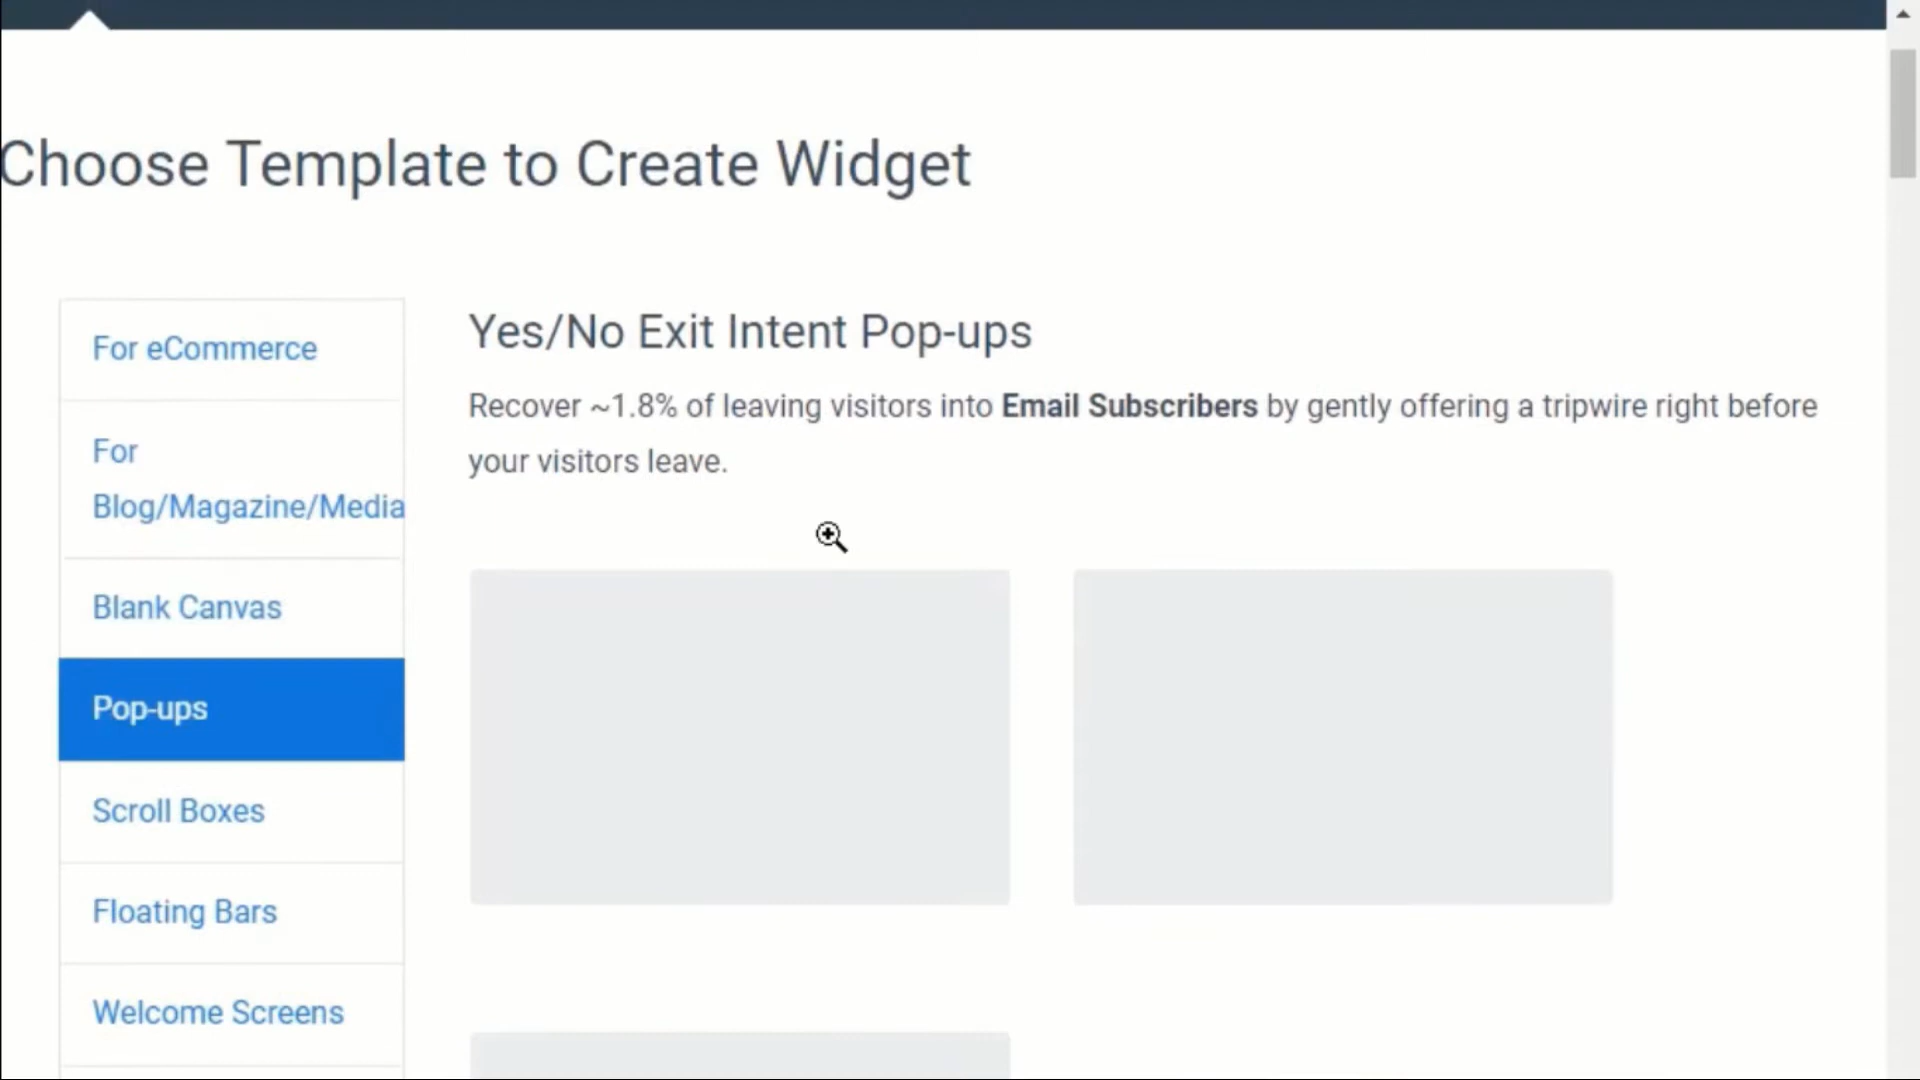 Choose Template to Create Widget
For eCommerce
For
Blog/Magazine/Media
Blank Canvas
Pop-ups
Scroll Boxes
Floating Bars
Welcome Screens
Yes/No Exit Intent Pop-ups
Recover ~1.8% of leaving visitors into Email Subscribers by gently offering a tripwire right before
your visitors leave.